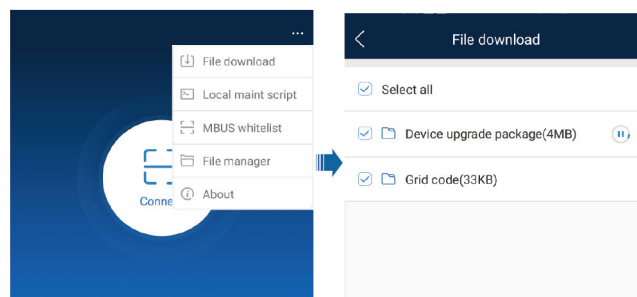 ...
File download
Local maint script
MBUS whitelist
File manager
About
Conne
File download
Select all
Device upgrade package(4MB)
Grid code(33KB)